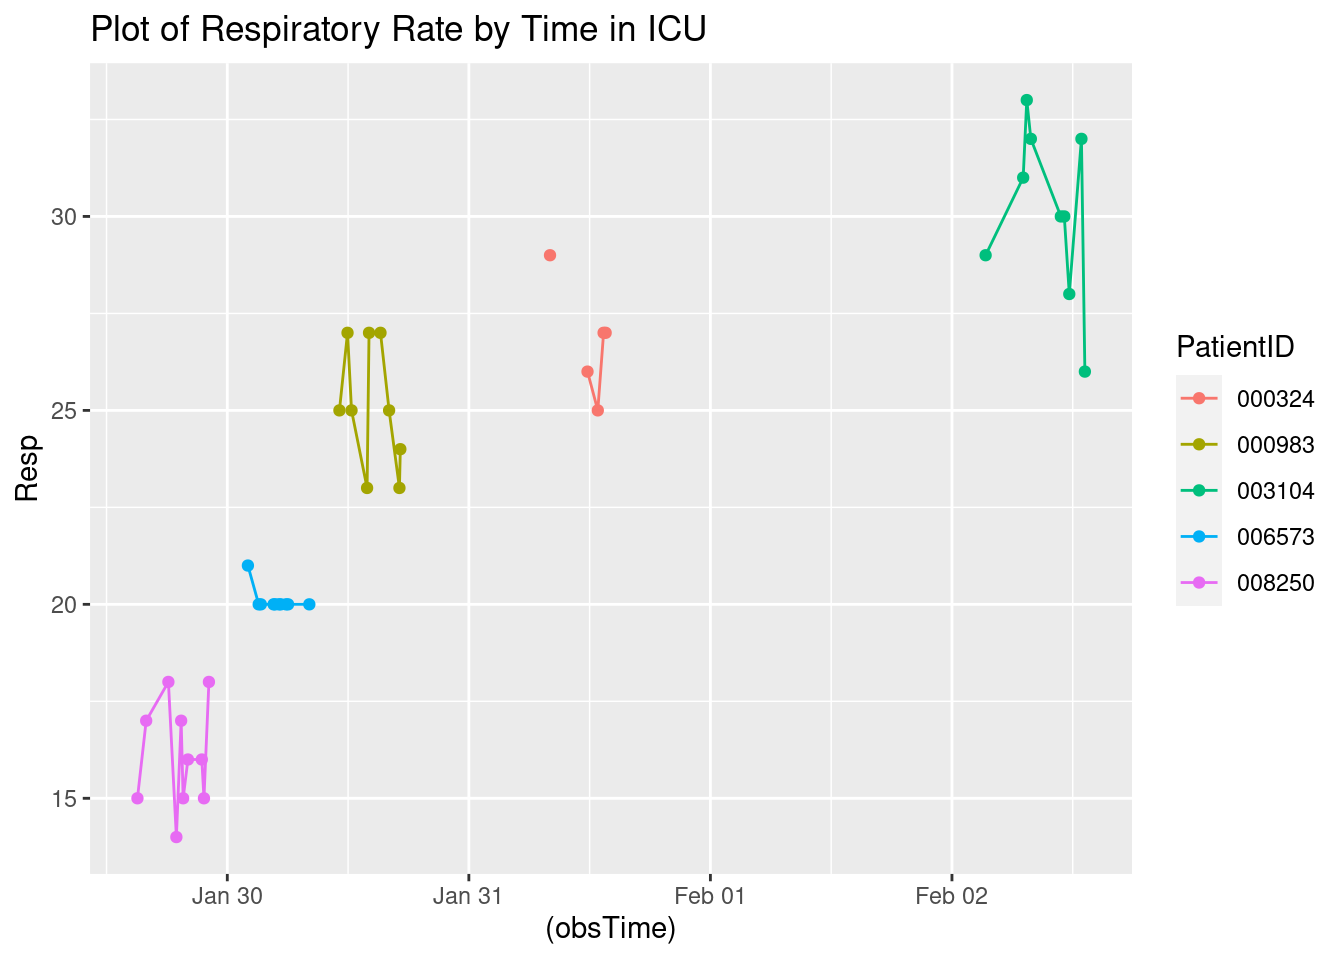 Plot of Respiratory Rate by Time in ICU
30
25
20
15
Resp
Jan 30
Jan 31
Feb 01
Feb 02
(obsTime)
PatientID
000324
000983
003104
006573
008250